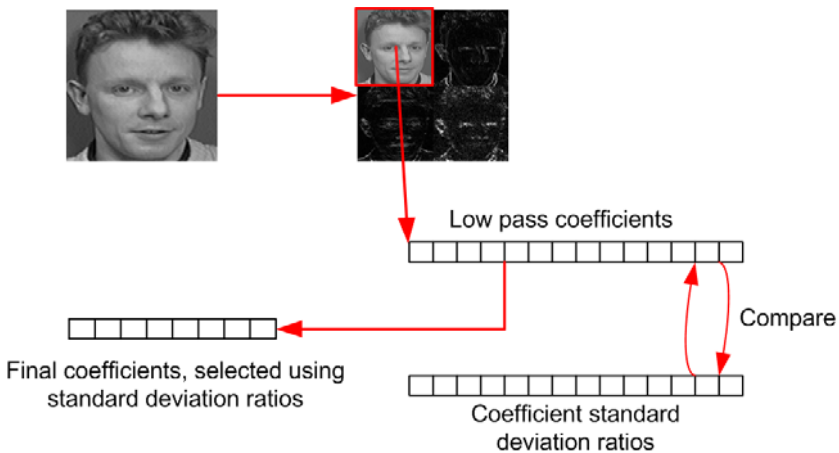 Low pass coefficients
Compare
Final coefficients, selected using
standard deviation ratios
Coefficient standard
deviation ratios